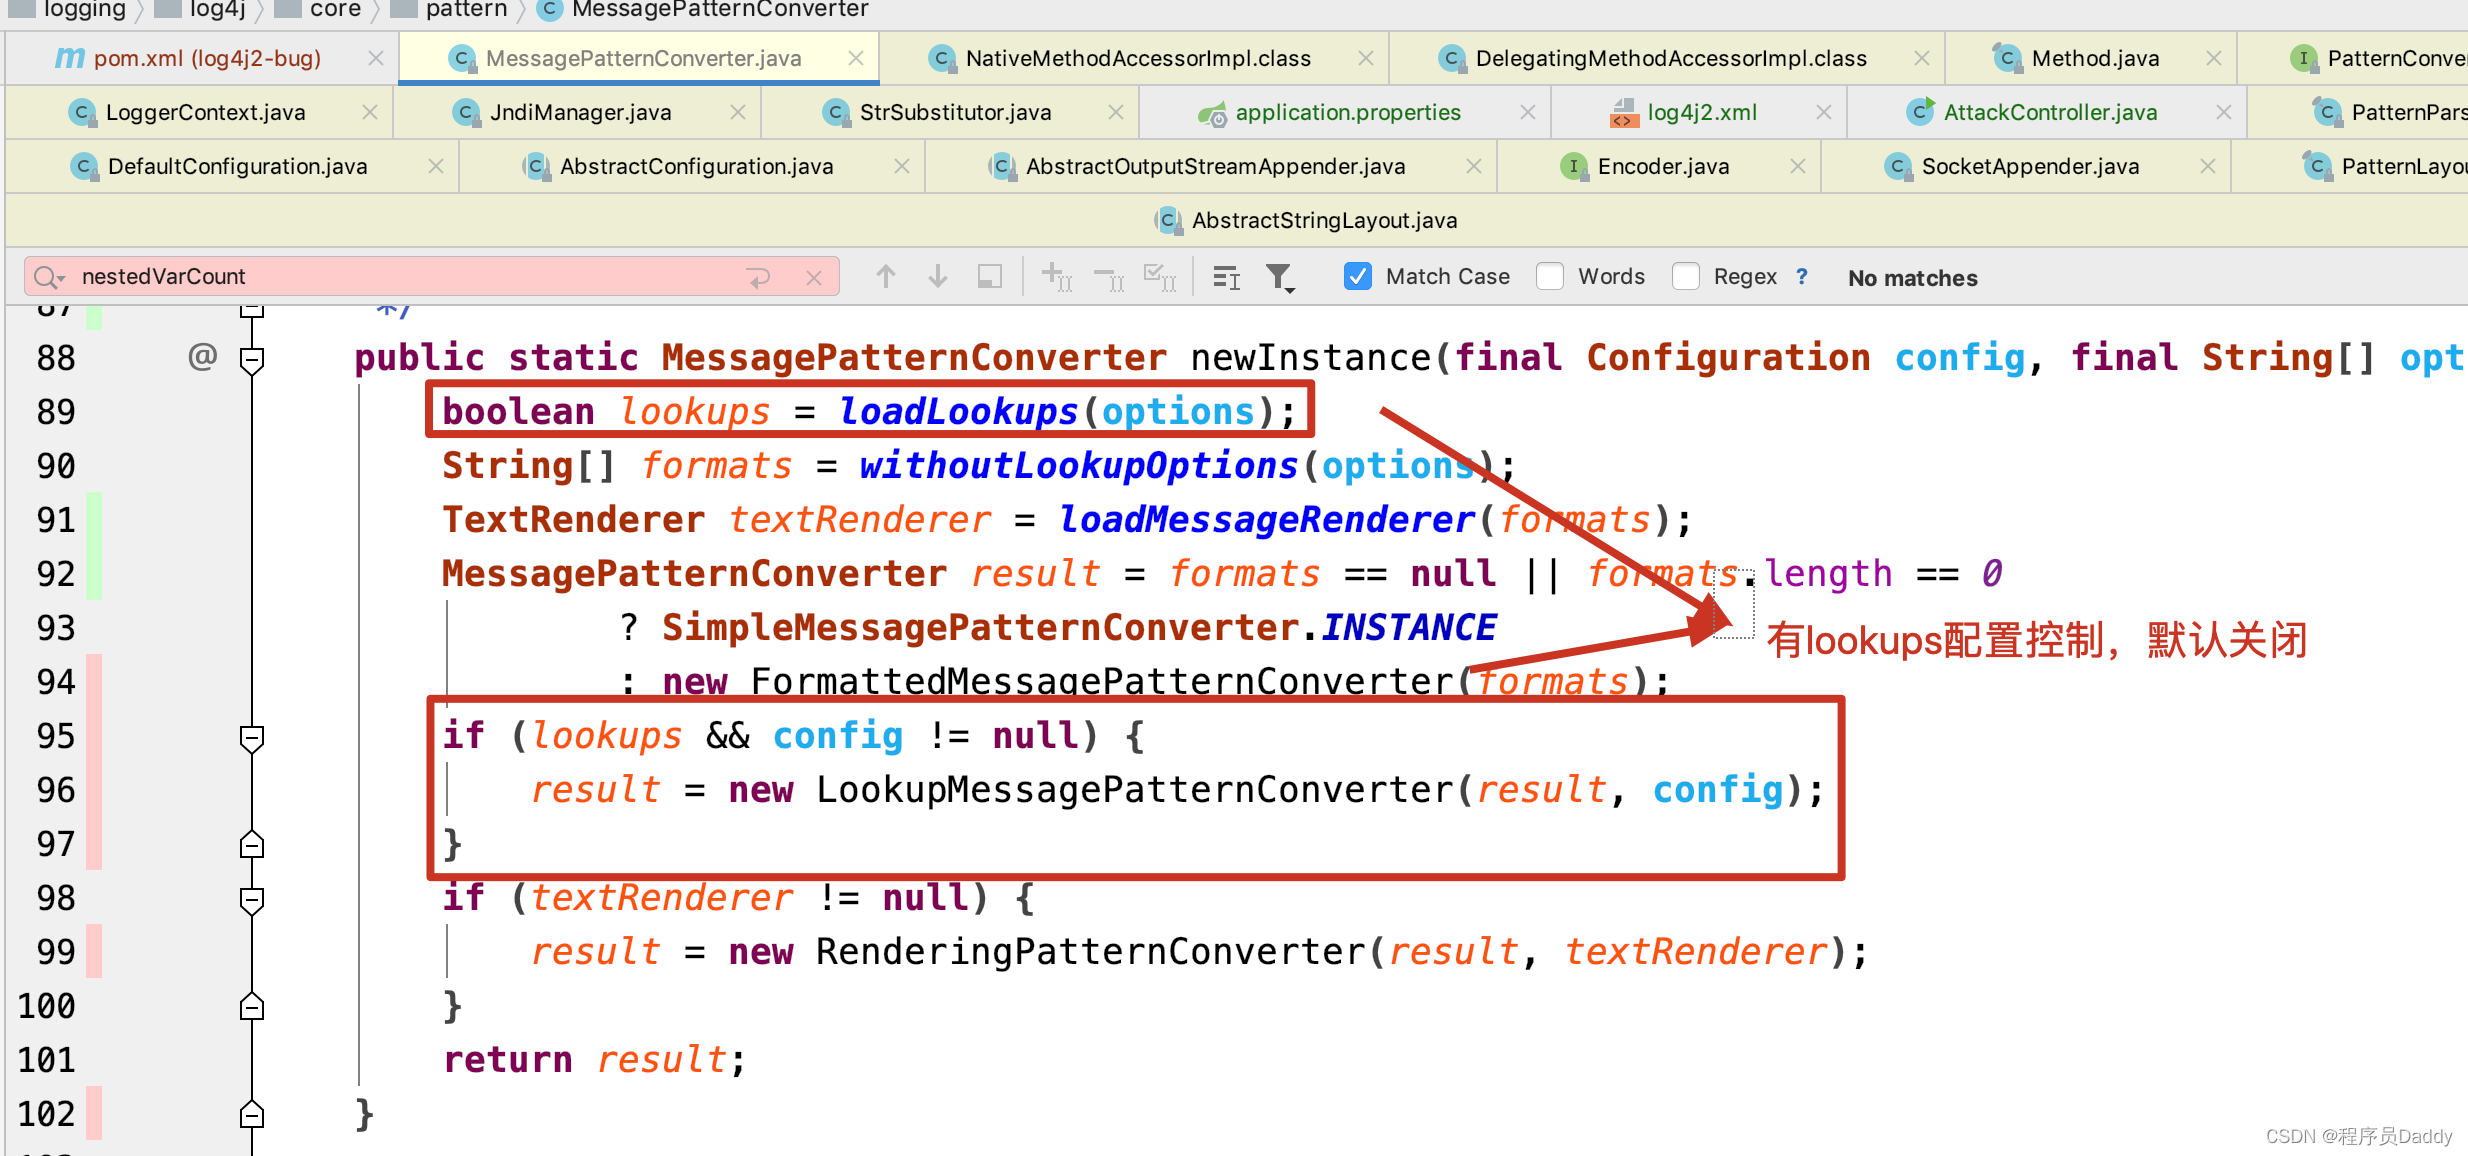 logging log4j core pattern MessagePatternConverter
pom.xml (log4j2-bug) MessagePatternConverter.java NativeMethodAccessorImpl.class DelegatingMethodAccessorImpl.class Method.java PatternConver
LoggerContext.java JndiManager.java StrSubstitutor.java application.properties log4j2.xml AttackController.java PatternPars
DefaultConfiguration.java AbstractConfiguration.java AbstractOutputStreamAppender.java Encoder.java SocketAppender.java PatternLayou
AbstractStringLayout.java
nestedVarCount Match Case Words Regex ? No matches
87 */
88 @ public static MessagePatternConverter newInstance(final Configuration config, final String[] opt
89 boolean lookups = loadLookups(options);
90 String[] formats = withoutLookupOptions(options);
91 TextRenderer textRenderer = loadMessageRenderer(formats);
92 MessagePatternConverter result = formats == null || formats.length == 0
93 ? SimpleMessagePatternConverter.INSTANCE
有lookups配置控制，默认关闭
94 : new FormattedMessagePatternConverter(formats);
95 if (lookups && config != null) {
96 result = new LookupMessagePatternConverter(result, config);
97 }
98 if (textRenderer != null) {
99 result = new RenderingPatternConverter(result, textRenderer);
100 }
101 return result;
102 }
CSDN @程序员Daddy